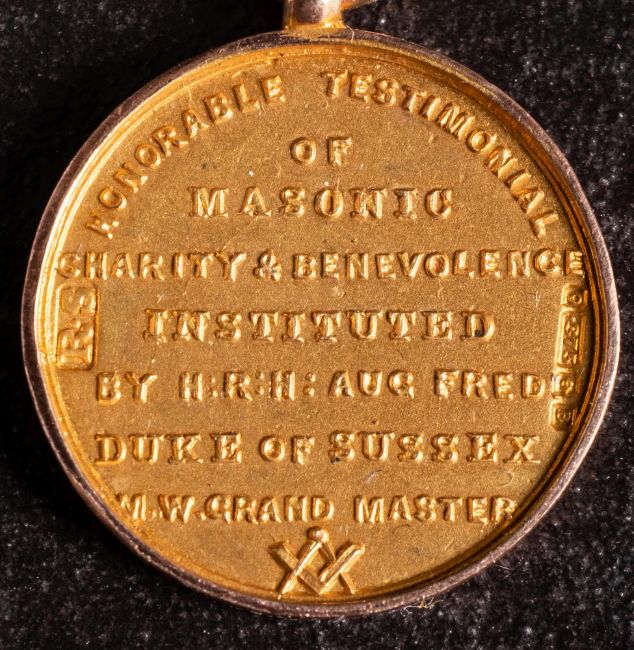 HONORABLE TESTIMONIAL
OF
MASONIC
CHARITY & BENEVOLENCE
INSTITUTED
BY H:R:H: AUG FRED
DUKE OF SUSSEX
M.W. GRAND MASTER
R.S